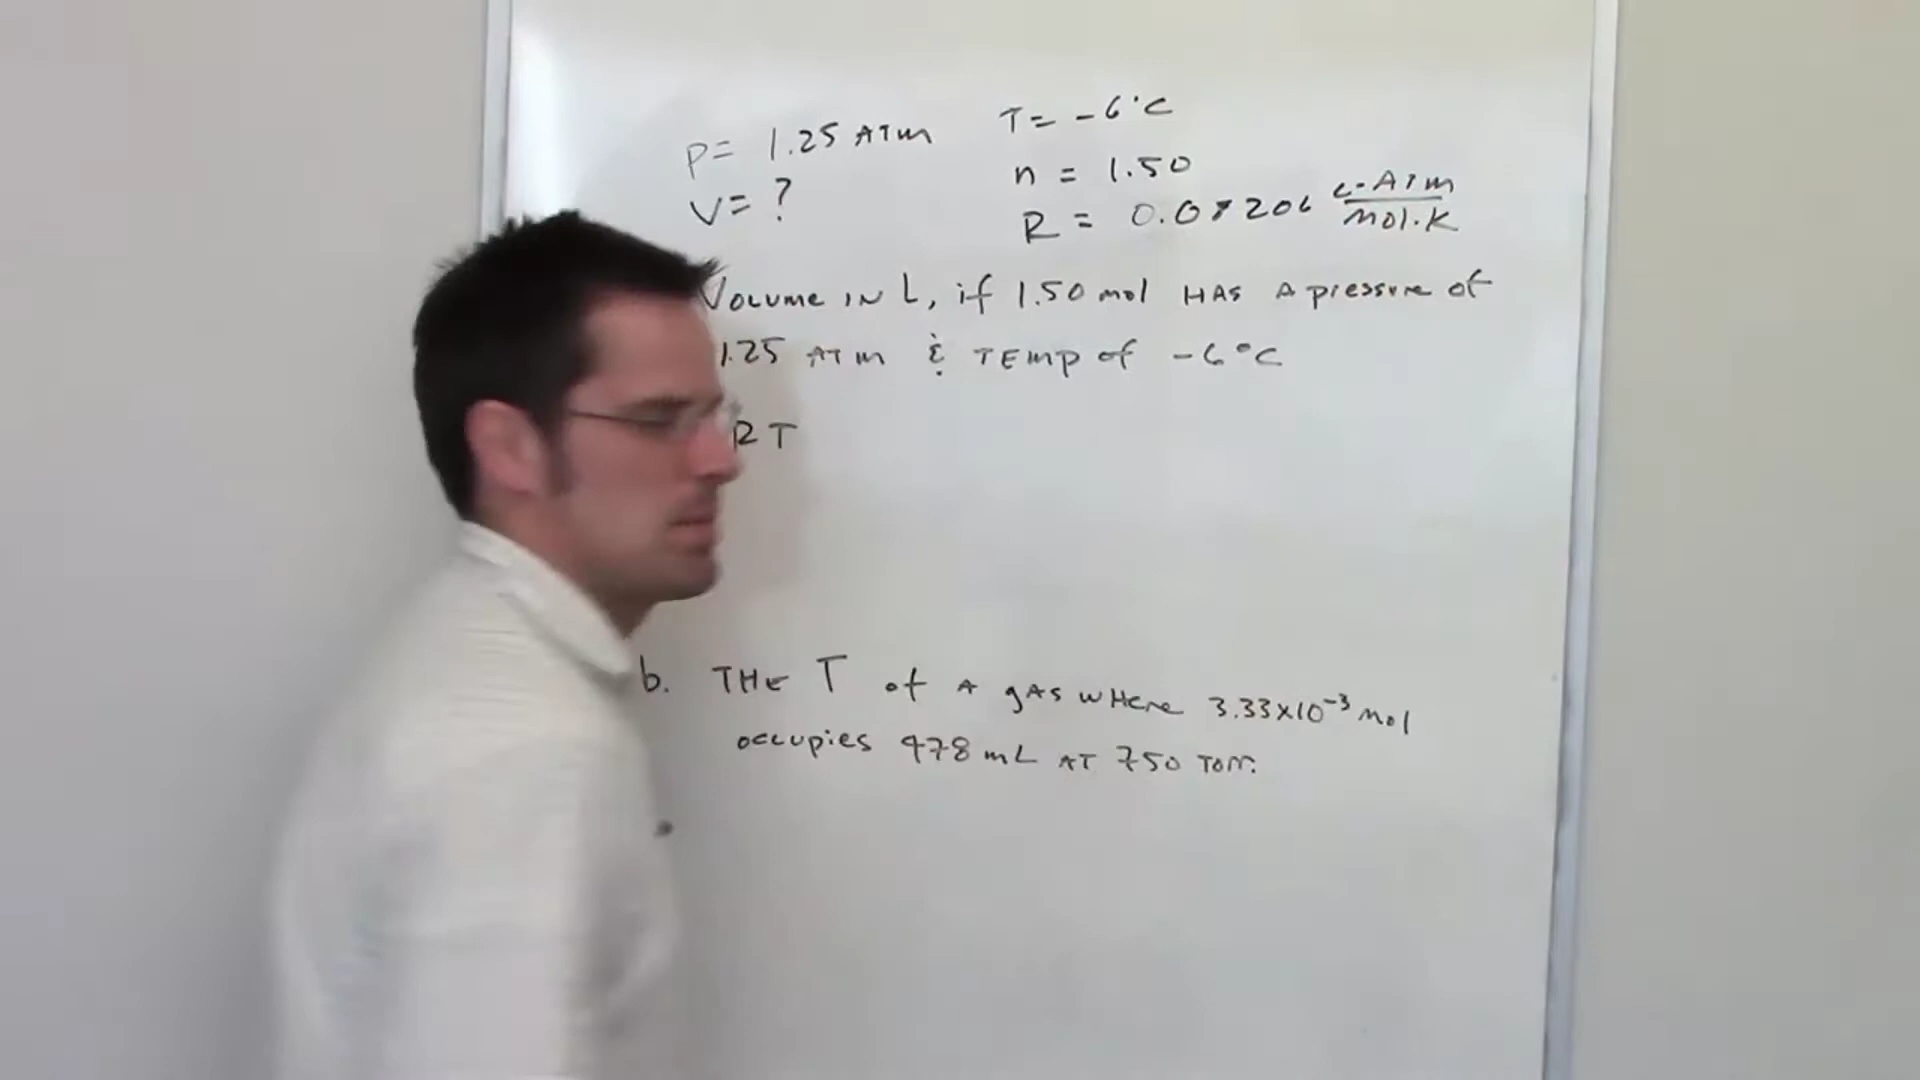 P= 1.25 ATM
T= -6°C
V= ?
n = 1.50
R = 0.08206 L·ATM
mol·K
VOLUME IN L, if 1.50 mol HAS A pressure of
1.25 ATM & TEMP of -6°C
RT
b. THE T of A gAS wHere 3.33x10⁻³ mol
occupies 478 mL AT 750 Torr.